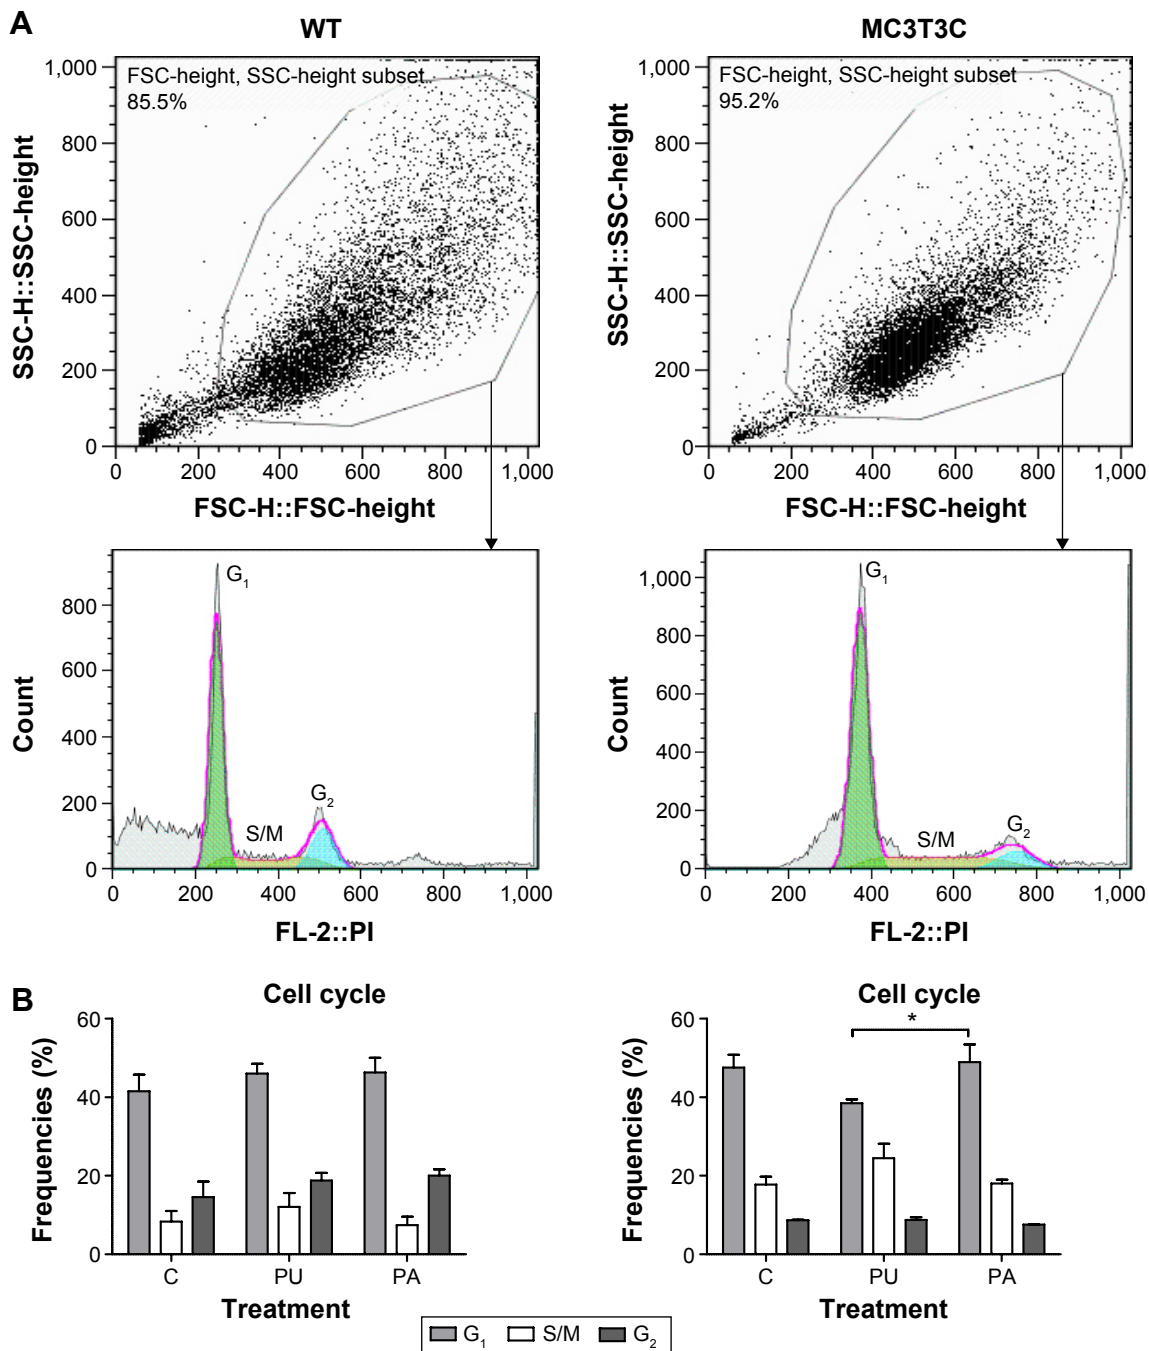 A
WT
MC3T3C
FSC-height, SSC-height subset
85.5%
1,000
800
600
400
200
0
SSC-H::SSC-height
0 200 400 600 800 1,000
FSC-H::FSC-height
FSC-height, SSC-height subset
95.2%
1,000
800
600
400
200
0
SSC-H::SSC-height
0 200 400 600 800 1,000
FSC-H::FSC-height
G1
S/M
G2
800
600
400
200
0
Count
0 200 400 600 800 1,000
FL-2::PI
G1
S/M
G2
1,000
800
600
400
200
0
Count
0 200 400 600 800 1,000
FL-2::PI
B
Cell cycle
60
40
20
0
Frequencies (%)
C PU PA
Treatment
Cell cycle
*
60
40
20
0
Frequencies (%)
C PU PA
Treatment
G1 S/M G2